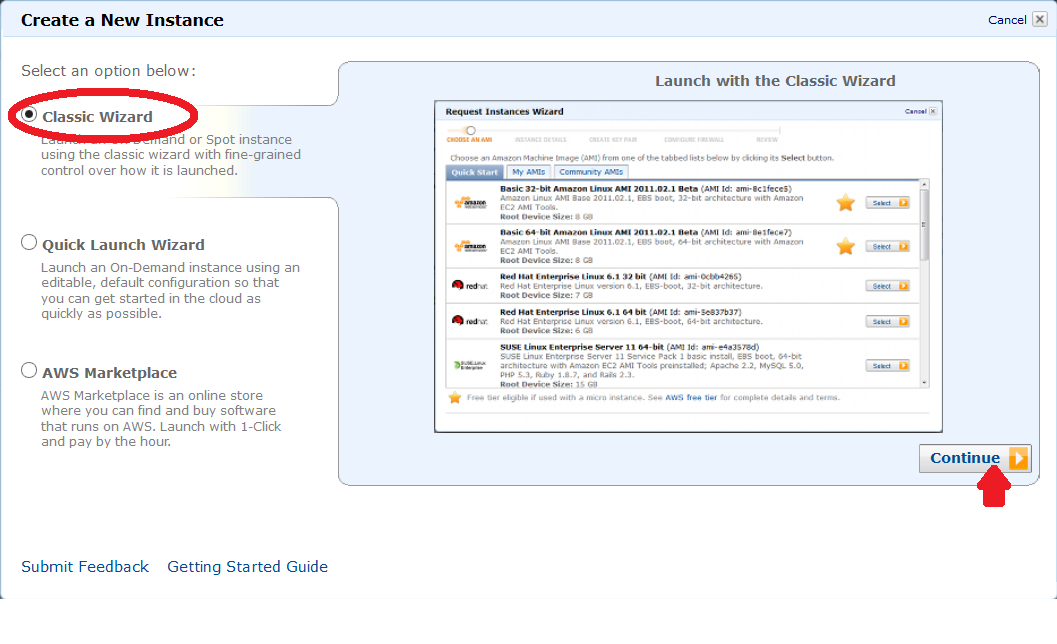 Create a New Instance
Cancel
Select an option below:
Classic Wizard
Launch an On-Demand or Spot instance
using the classic wizard with fine-grained
control over how it is launched.
Quick Launch Wizard
Launch an On-Demand instance using an
editable, default configuration so that
you can get started in the cloud as
quickly as possible.
AWS Marketplace
AWS Marketplace is an online store
where you can find and buy software
that runs on AWS. Launch with 1-Click
and pay by the hour.
Launch with the Classic Wizard
Request Instances Wizard
Cancel
CHOOSE AN AMI INSTANCE DETAILS CREATE KEY PAIR CONFIGURE FIREWALL REVIEW
Choose an Amazon Machine Image (AMI) from one of the tabbed lists below by clicking its Select button.
Quick Start My AMIs Community AMIs
amazon
Basic 32-bit Amazon Linux AMI 2011.02.1 Beta (AMI Id: ami-8c1fece5)
Amazon Linux AMI Base 2011.02.1, EBS boot, 32-bit architecture with Amazon
EC2 AMI Tools.
Root Device Size: 8 GB
Select
amazon
Basic 64-bit Amazon Linux AMI 2011.02.1 Beta (AMI Id: ami-8e1fece7)
Amazon Linux AMI Base 2011.02.1, EBS boot, 64-bit architecture with Amazon
EC2 AMI Tools.
Root Device Size: 8 GB
Select
redhat
Red Hat Enterprise Linux 6.1 32 bit (AMI Id: ami-0cbb4265)
Red Hat Enterprise Linux version 6.1, EBS-boot, 32-bit architecture.
Root Device Size: 7 GB
Select
redhat
Red Hat Enterprise Linux 6.1 64 bit (AMI Id: ami-5e837b37)
Red Hat Enterprise Linux version 6.1, EBS-boot, 64-bit architecture.
Root Device Size: 6 GB
Select
SUSE Linux
Enterprise
SUSE Linux Enterprise Server 11 64-bit (AMI Id: ami-e4a3578d)
SUSE Linux Enterprise Server 11 Service Pack 1 basic install, EBS boot, 64-bit
architecture with Amazon EC2 AMI Tools preinstalled; Apache 2.2, MySQL 5.0,
PHP 5.3, Ruby 1.8.7, and Rails 2.3.
Root Device Size: 15 GB
Select
Free tier eligible if used with a micro instance. See AWS free tier for complete details and terms.
Continue
Submit Feedback Getting Started Guide